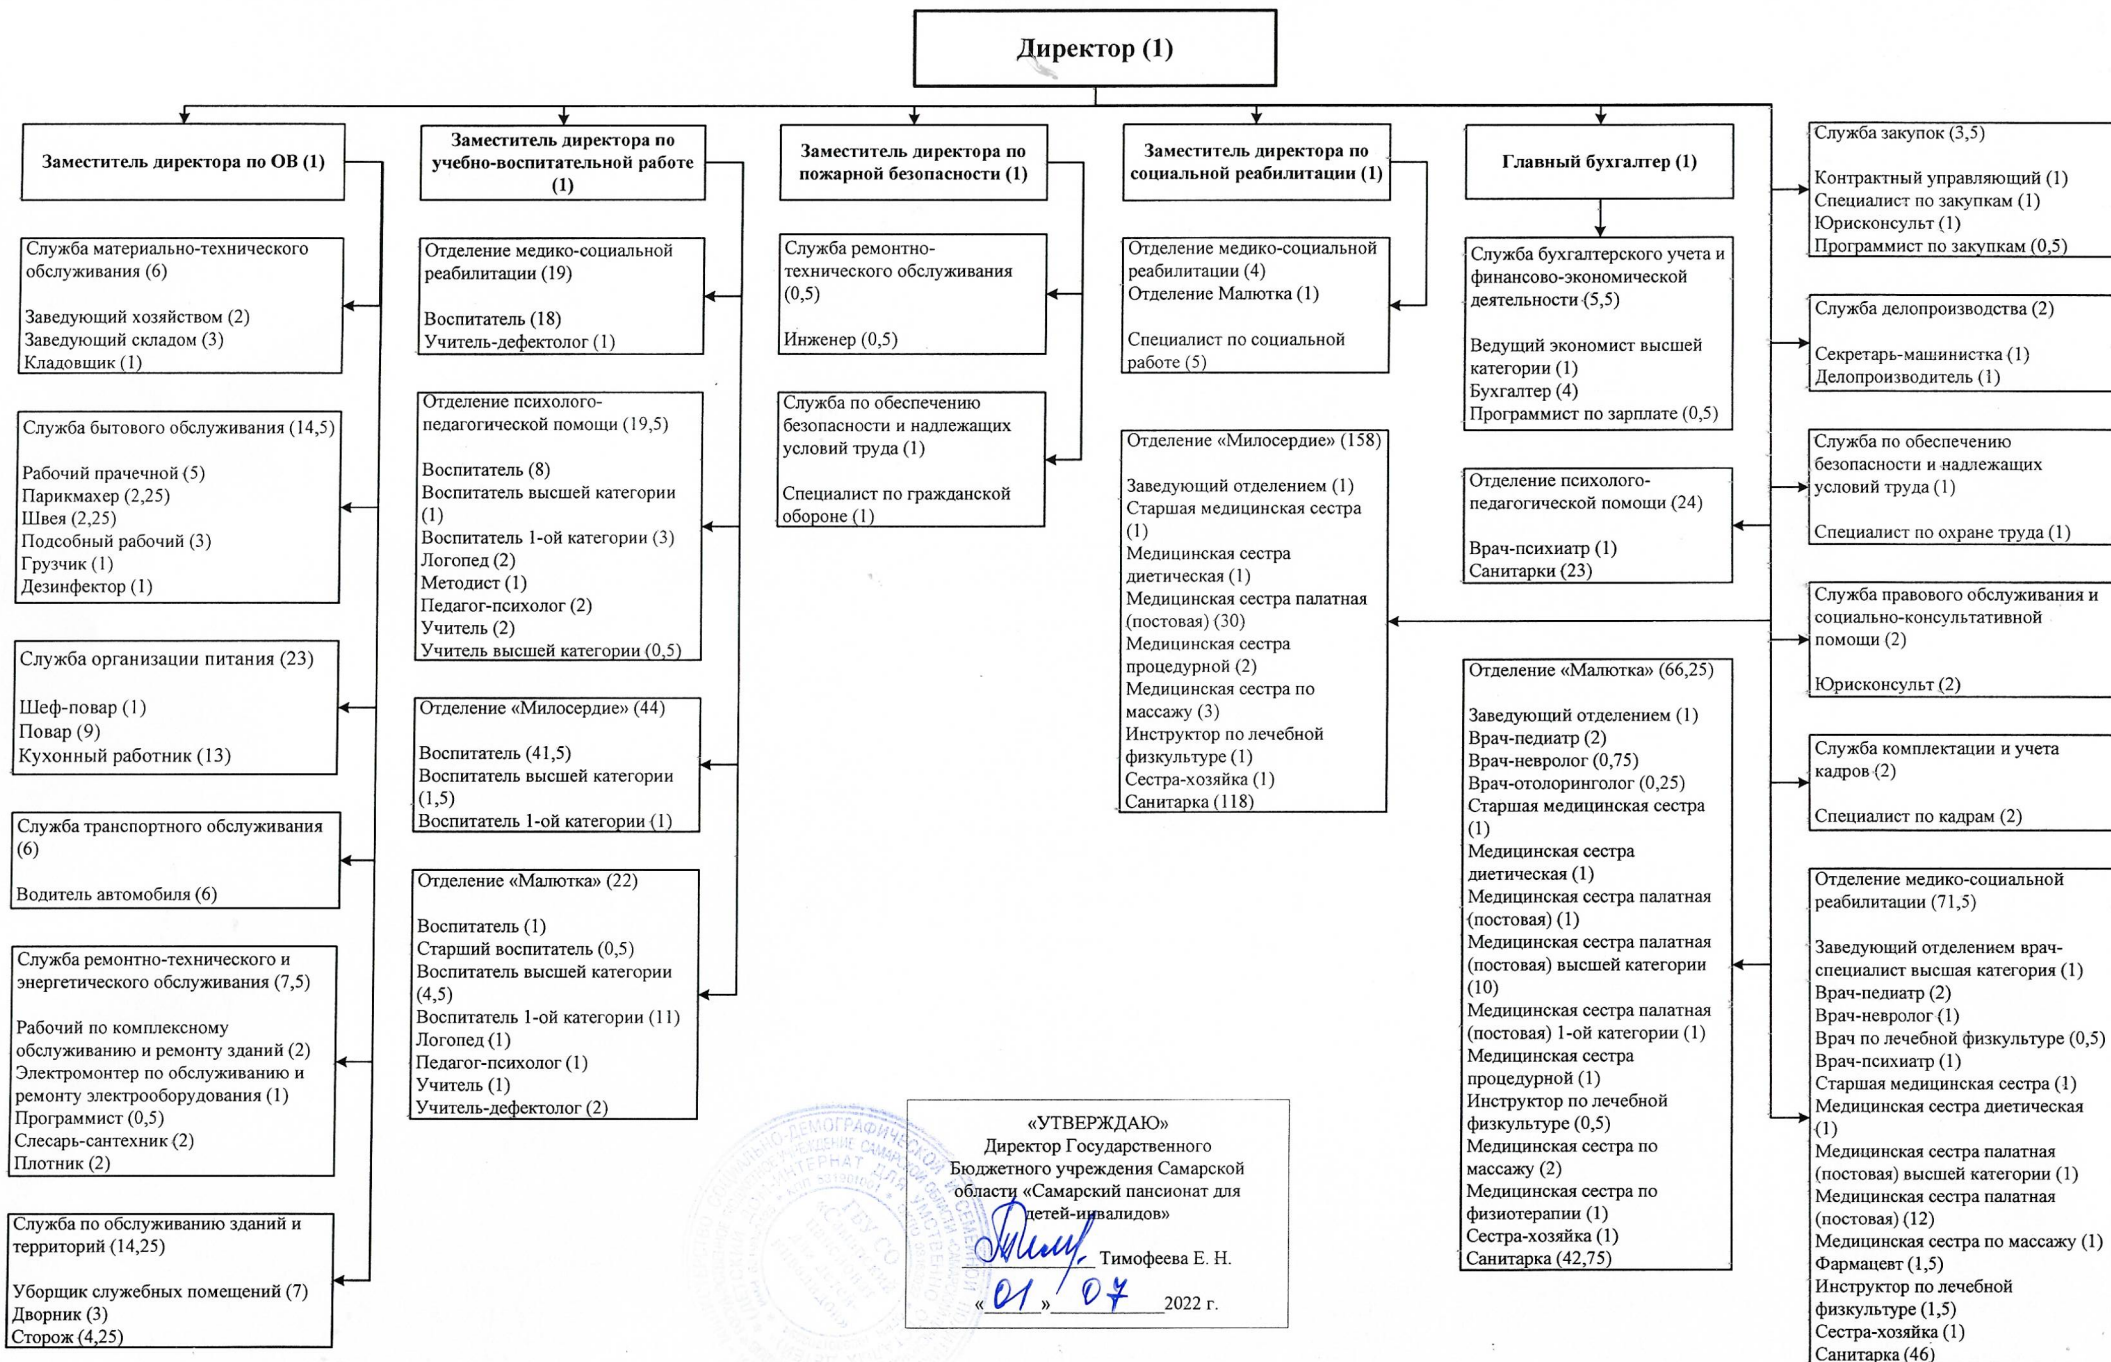 Директор (1)
Заместитель директора по ОВ (1)
Служба материально-технического
обслуживания (6)
Заведующий хозяйством (2)
Заведующий складом (3)
Кладовщик (1)
Служба бытового обслуживания (14,5)
Рабочий прачечной (5)
Парикмахер (2,25)
Швея (2,25)
Подсобный рабочий (3)
Грузчик (1)
Дезинфектор (1)
Служба организации питания (23)
Шеф-повар (1)
Повар (9)
Кухонный работник (13)
Служба транспортного обслуживания
(6)
Водитель автомобиля (6)
Служба ремонтно-технического и
энергетического обслуживания (7,5)
Рабочий по комплексному
обслуживанию и ремонту зданий (2)
Электромонтер по обслуживанию и
ремонту электрооборудования (1)
Программист (0,5)
Слесарь-сантехник (2)
Плотник (2)
Служба по обслуживанию зданий и
территорий (14,25)
Уборщик служебных помещений (7)
Дворник (3)
Сторож (4,25)
Заместитель директора по
учебно-воспитательной работе
(1)
Отделение медико-социальной
реабилитации (19)
Воспитатель (18)
Учитель-дефектолог (1)
Отделение психолого-
педагогической помощи (19,5)
Воспитатель (8)
Воспитатель высшей категории
(1)
Воспитатель 1-ой категории (3)
Логопед (2)
Методист (1)
Педагог-психолог (2)
Учитель (2)
Учитель высшей категории (0,5)
Отделение «Милосердие» (44)
Воспитатель (41,5)
Воспитатель высшей категории
(1,5)
Воспитатель 1-ой категории (1)
Отделение «Малютка» (22)
Воспитатель (1)
Старший воспитатель (0,5)
Воспитатель высшей категории
(4,5)
Воспитатель 1-ой категории (11)
Логопед (1)
Педагог-психолог (1)
Учитель (1)
Учитель-дефектолог (2)
Заместитель директора по
пожарной безопасности (1)
Служба ремонтно-
технического обслуживания
(0,5)
Инженер (0,5)
Служба по обеспечению
безопасности и надлежащих
условий труда (1)
Специалист по гражданской
обороне (1)
Заместитель директора по
социальной реабилитации (1)
Отделение медико-социальной
реабилитации (4)
Отделение Малютка (1)
Специалист по социальной
работе (5)
Отделение «Милосердие» (158)
Заведующий отделением (1)
Старшая медицинская сестра
(1)
Медицинская сестра
диетическая (1)
Медицинская сестра палатная
(постовая) (30)
Медицинская сестра
процедурной (2)
Медицинская сестра по
массажу (3)
Инструктор по лечебной
физкультуре (1)
Сестра-хозяйка (1)
Санитарка (118)
Главный бухгалтер (1)
Служба бухгалтерского учета и
финансово-экономической
деятельности (5,5)
Ведущий экономист высшей
категории (1)
Бухгалтер (4)
Программист по зарплате (0,5)
Отделение психолого-
педагогической помощи (24)
Врач-психиатр (1)
Санитарки (23)
Отделение «Малютка» (66,25)
Заведующий отделением (1)
Врач-педиатр (2)
Врач-невролог (0,75)
Врач-отолоринголог (0,25)
Старшая медицинская сестра
(1)
Медицинская сестра
диетическая (1)
Медицинская сестра палатная
(постовая) (1)
Медицинская сестра палатная
(постовая) высшей категории
(10)
Медицинская сестра палатная
(постовая) 1-ой категории (1)
Медицинская сестра
процедурной (1)
Инструктор по лечебной
физкультуре (0,5)
Медицинская сестра по
массажу (2)
Медицинская сестра по
физиотерапии (1)
Сестра-хозяйка (1)
Санитарка (42,75)
Служба закупок (3,5)
Контрактный управляющий (1)
Специалист по закупкам (1)
Юрисконсульт (1)
Программист по закупкам (0,5)
Служба делопроизводства (2)
Секретарь-машинистка (1)
Делопроизводитель (1)
Служба по обеспечению
безопасности и надлежащих
условий труда (1)
Специалист по охране труда (1)
Служба правового обслуживания и
социально-консультативной
помощи (2)
Юрисконсульт (2)
Служба комплектации и учета
кадров (2)
Специалист по кадрам (2)
Отделение медико-социальной
реабилитации (71,5)
Заведующий отделением врач-
специалист высшая категория (1)
Врач-педиатр (2)
Врач-невролог (1)
Врач по лечебной физкультуре (0,5)
Врач-психиатр (1)
Старшая медицинская сестра (1)
Медицинская сестра диетическая
(1)
Медицинская сестра палатная
(постовая) высшей категории (1)
Медицинская сестра палатная
(постовая) (12)
Медицинская сестра по массажу (1)
Фармацевт (1,5)
Инструктор по лечебной
физкультуре (1,5)
Сестра-хозяйка (1)
Санитарка (46)
«УТВЕРЖДАЮ»
Директор Государственного
Бюджетного учреждения Самарской
области «Самарский пансионат для
детей-инвалидов»
Тимофеева Е. Н.
«01» 07 2022 г.